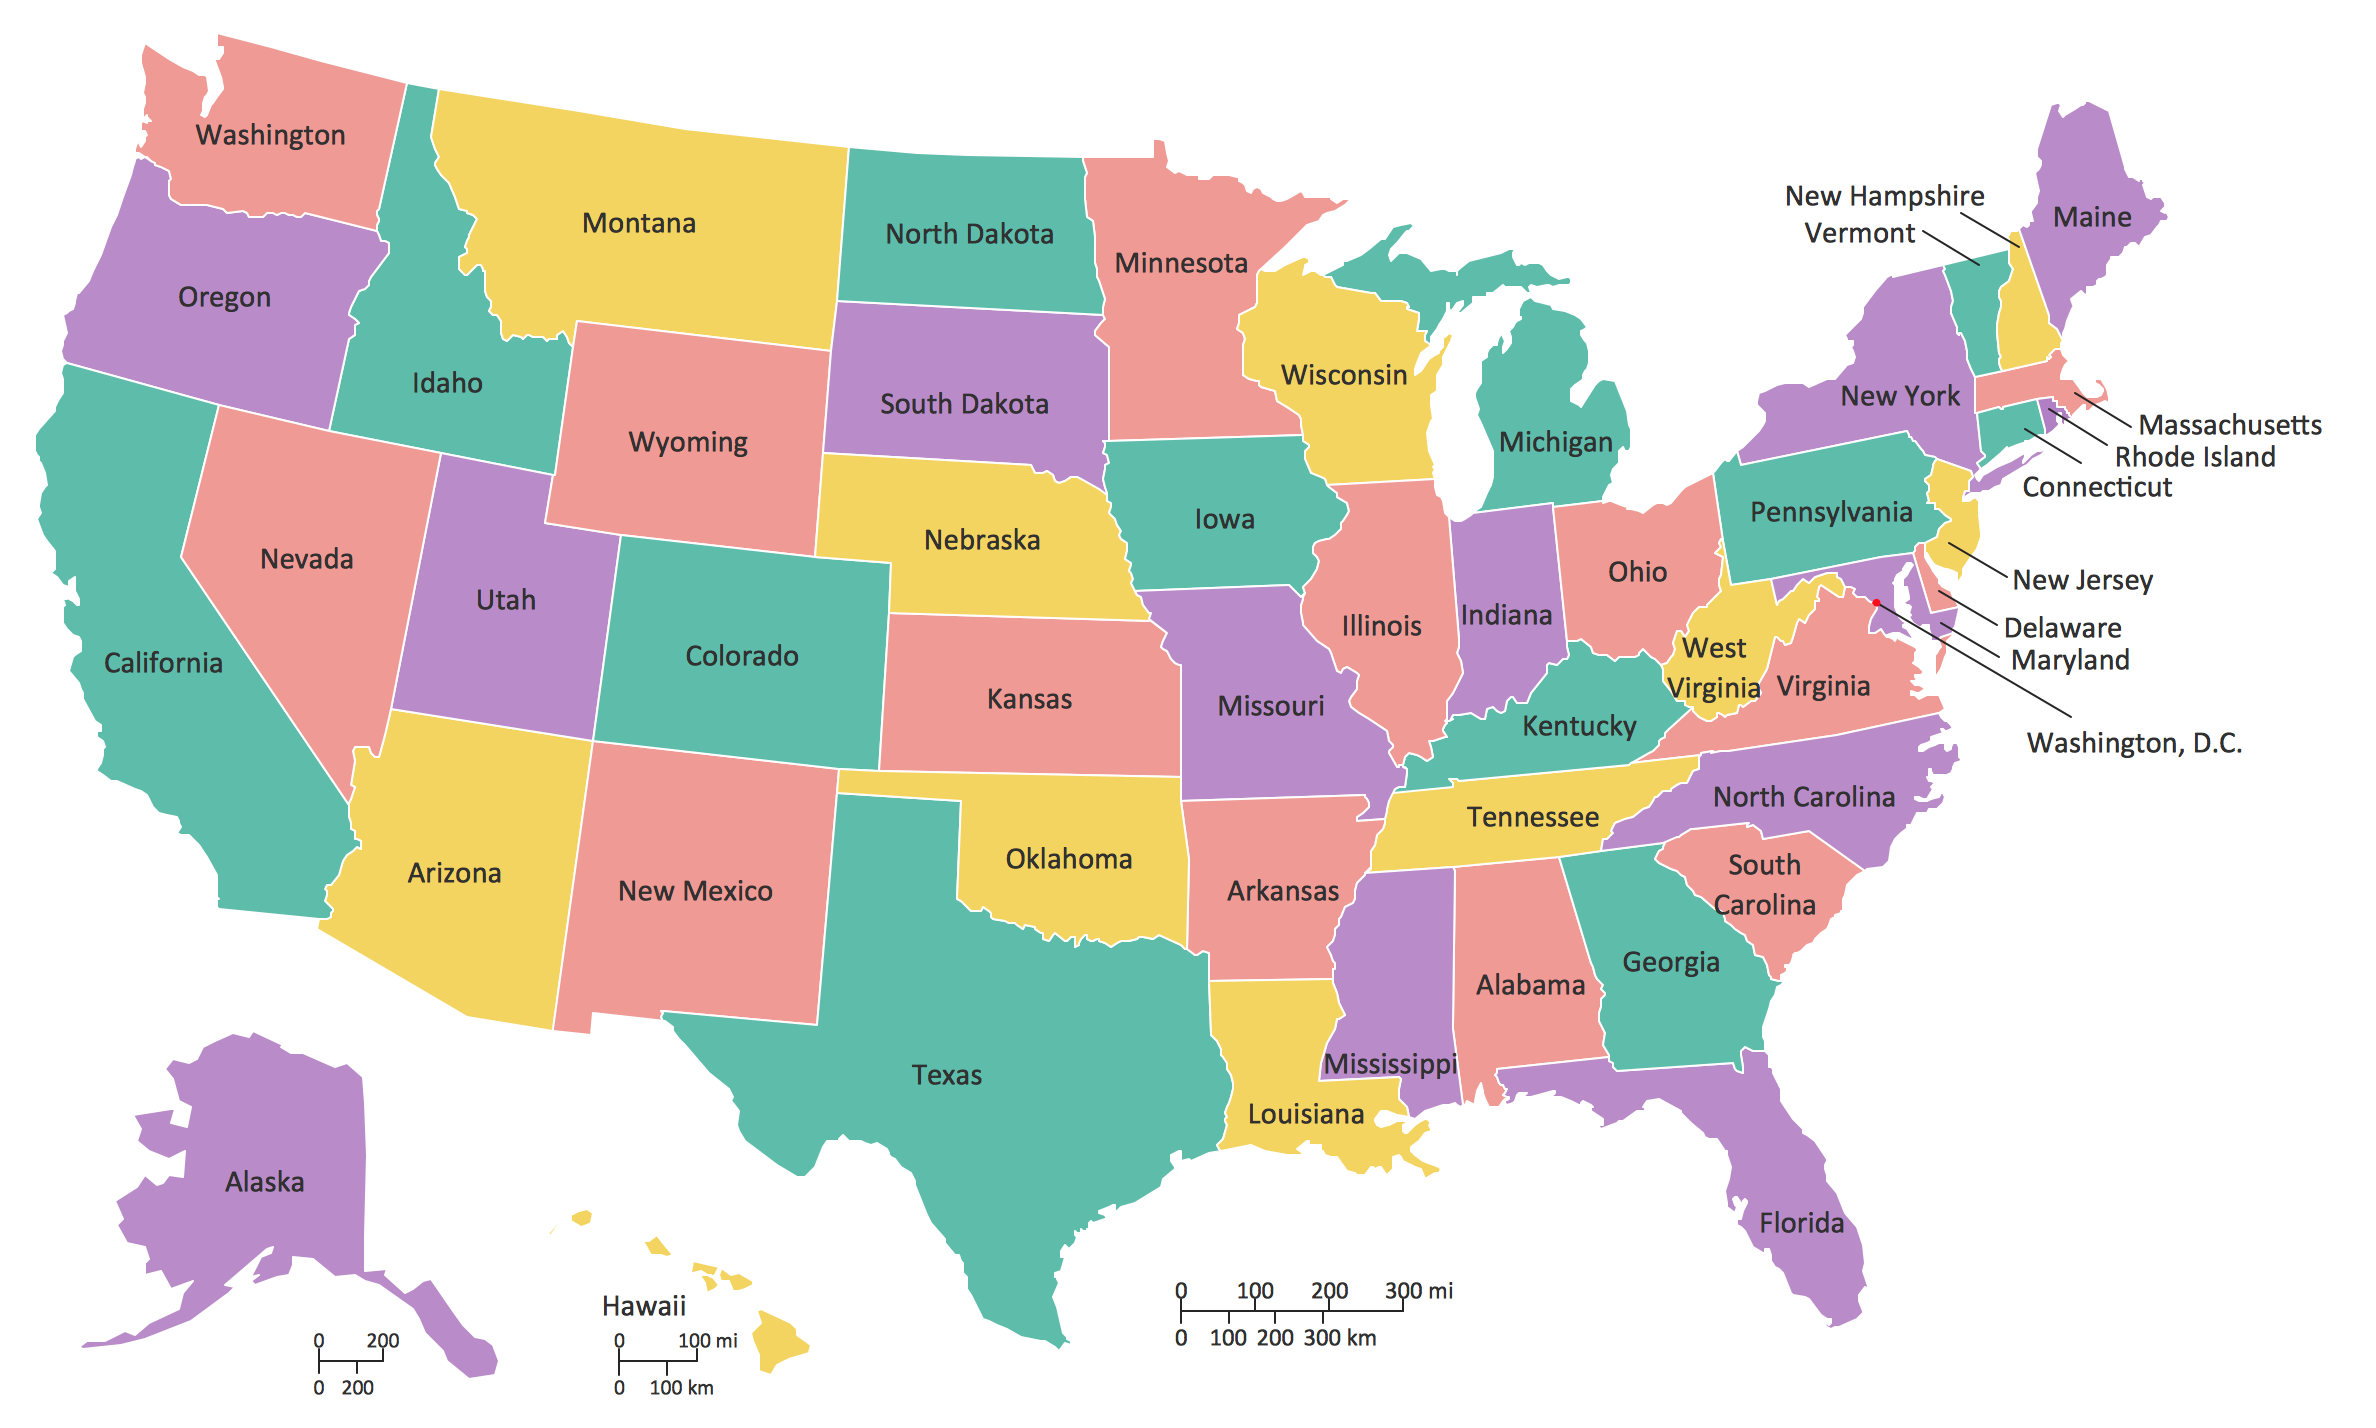 Washington
Montana
North Dakota
Minnesota
New Hampshire
Vermont
Maine
Oregon
Idaho
Wyoming
South Dakota
Wisconsin
Michigan
New York
Massachusetts
Rhode Island
Connecticut
Nevada
Utah
Nebraska
Iowa
Pennsylvania
New Jersey
California
Colorado
Kansas
Missouri
Illinois
Indiana
Ohio
West
Virginia
Virginia
Delaware
Maryland
Washington, D.C.
Kentucky
Arizona
New Mexico
Oklahoma
Arkansas
Tennessee
North Carolina
South
Carolina
Texas
Louisiana
Mississippi
Alabama
Georgia
Florida
Alaska
0 200
0 200
Hawaii
0 100 mi
0 100 km
0 100 200 300 mi
0 100 200 300 km